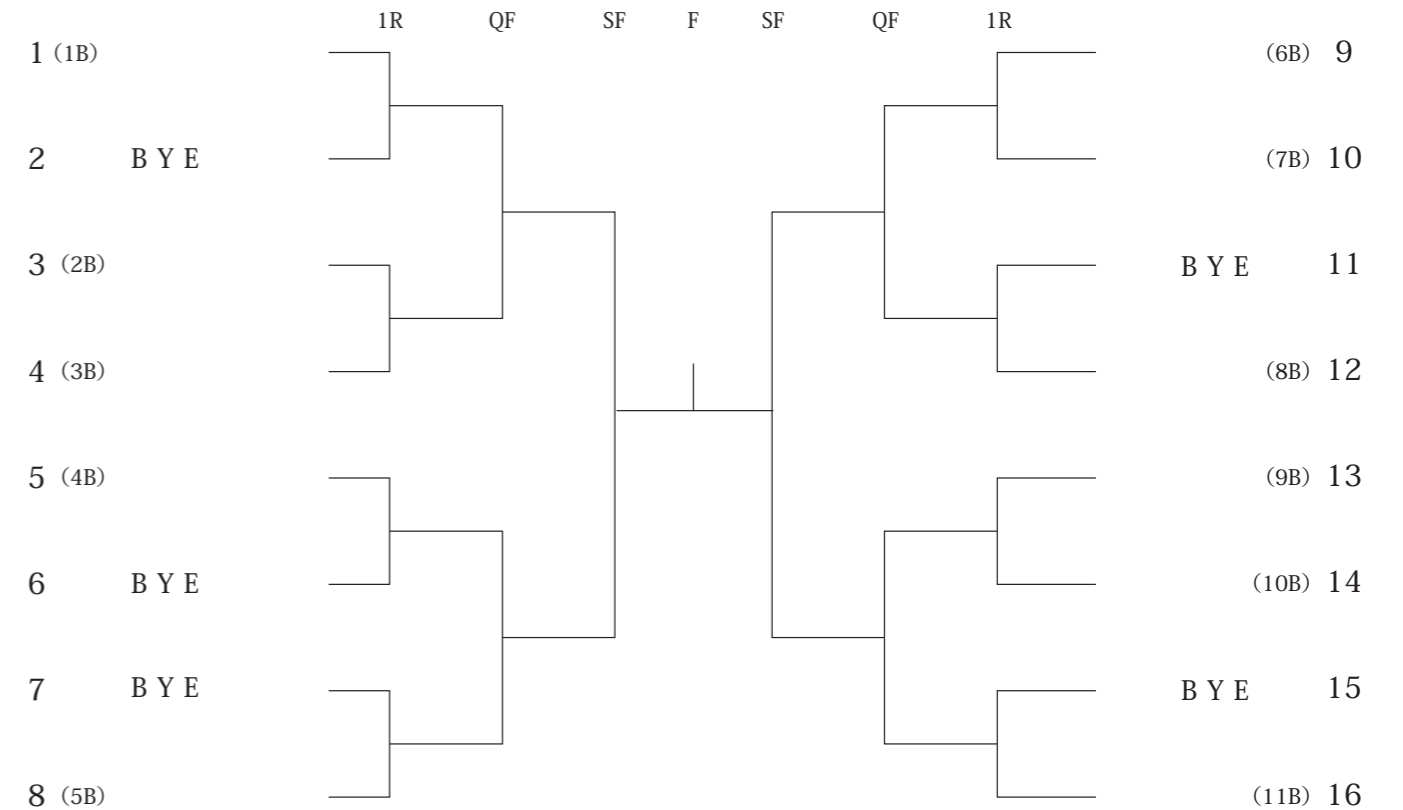 1R QF SF F SF QF 1R
1 (1B) (6B) 9
2 BYE (7B) 10
3 (2B) BYE 11
4 (3B) (8B) 12
5 (4B) (9B) 13
6 BYE (10B) 14
7 BYE BYE 15
8 (5B) (11B) 16